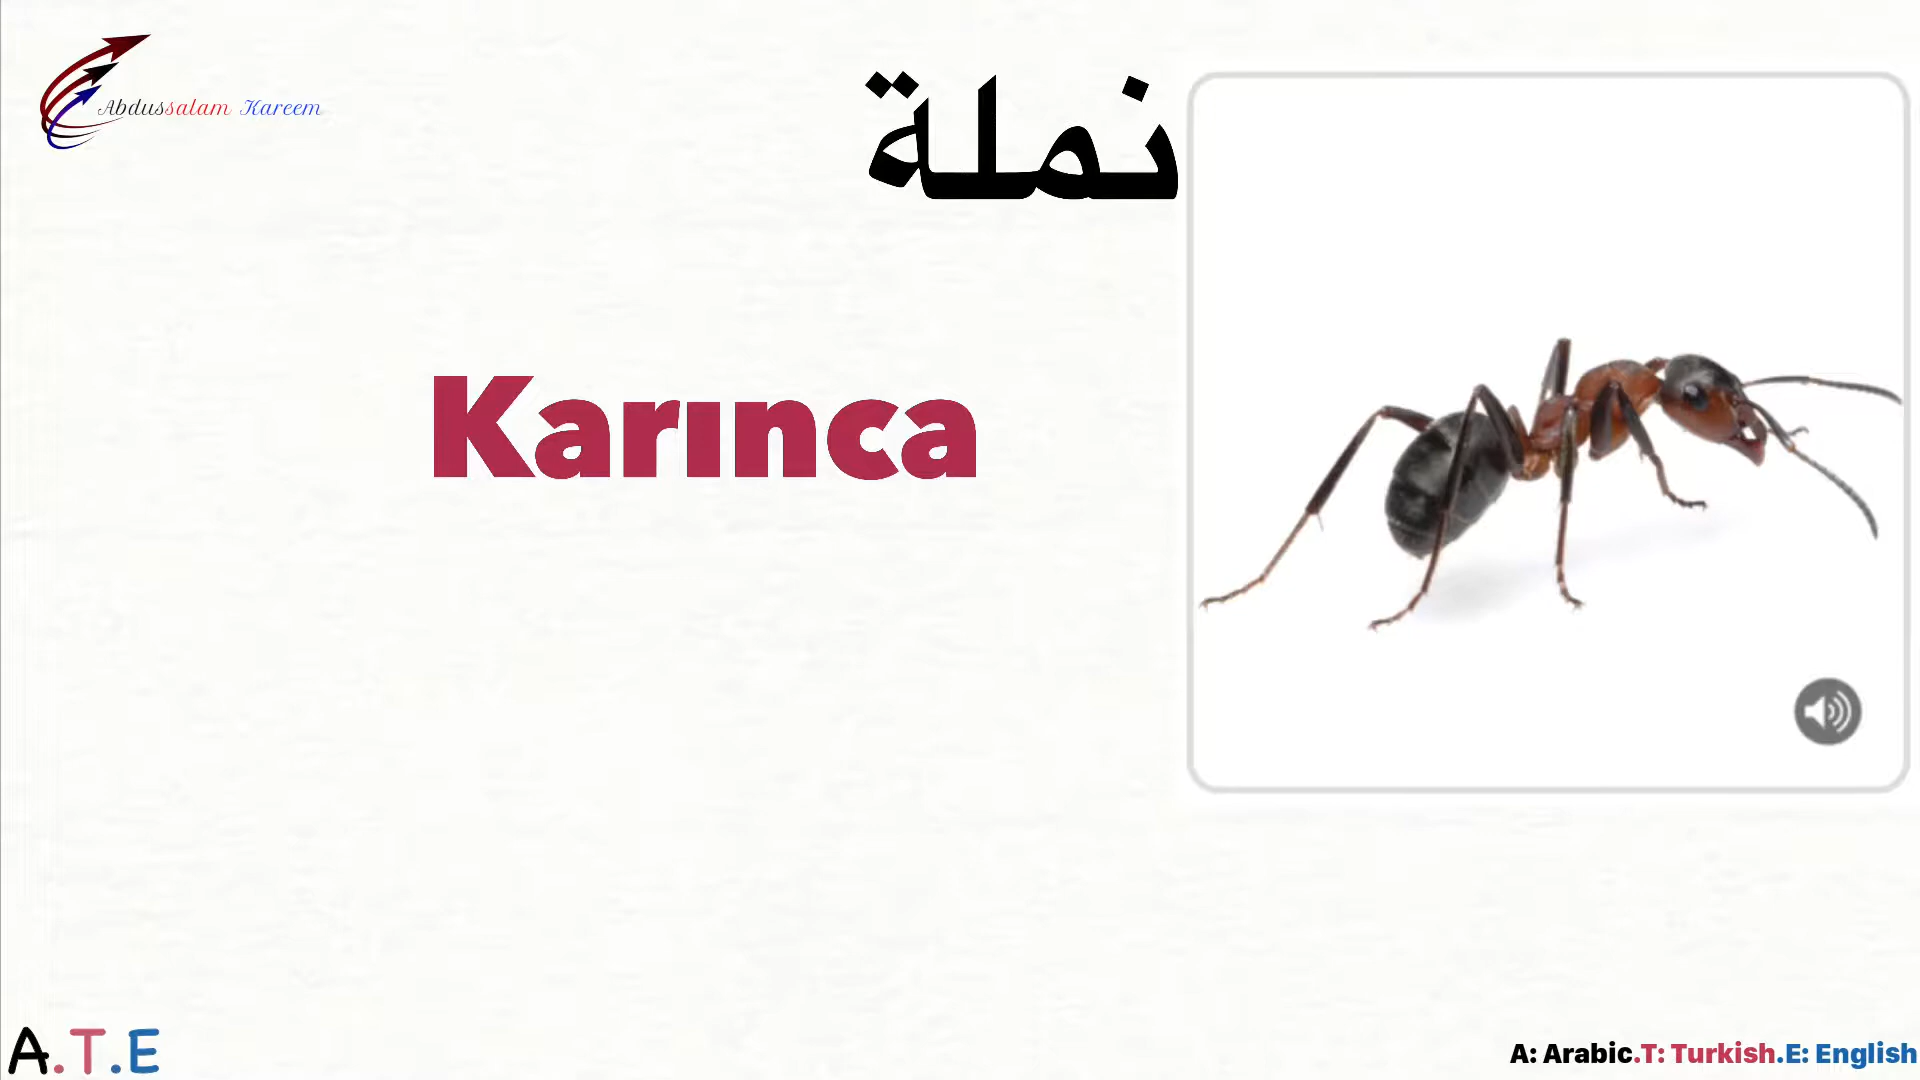 Abdussalam Kareem
نملة
Karınca
A.T.E
A: Arabic.T: Turkish.E: English